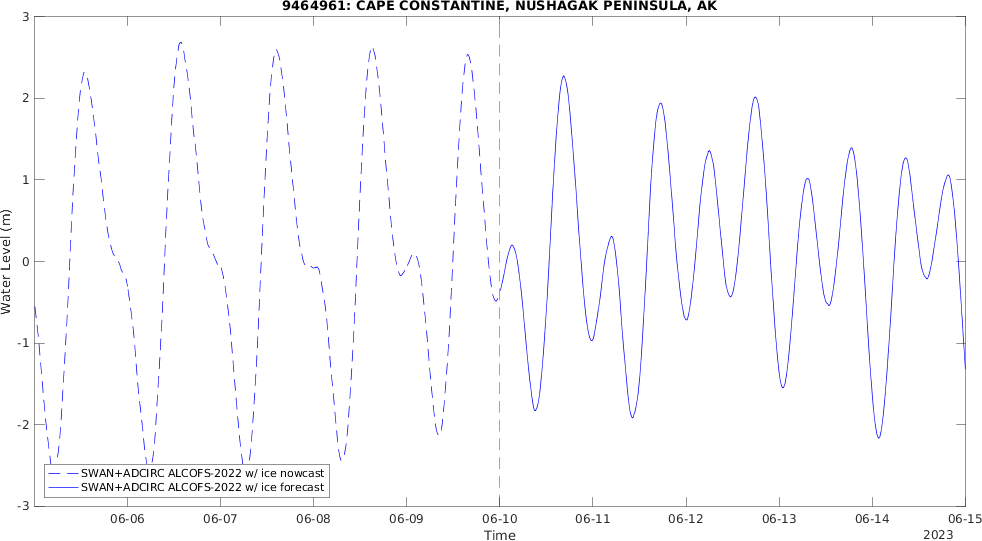 9464961: CAPE CONSTANTINE, NUSHAGAK PENINSULA, AK
3
2
1
0
-1
-2
-3
Water Level (m)
SWAN+ADCIRC ALCOFS-2022 w/ ice nowcast
SWAN+ADCIRC ALCOFS-2022 w/ ice forecast
06-06 06-07 06-08 06-09 06-10 06-11 06-12 06-13 06-14 06-15
Time
2023